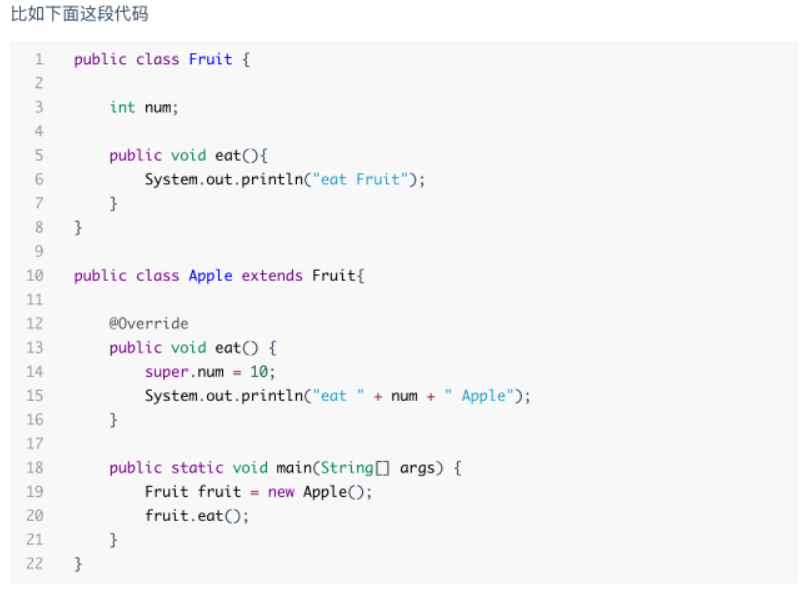 比如下面这段代码
1 public class Fruit {
2
3 int num;
4
5 public void eat(){
6 System.out.println("eat Fruit");
7 }
8 }
9
10 public class Apple extends Fruit{
11
12 @Override
13 public void eat() {
14 super.num = 10;
15 System.out.println("eat " + num + " Apple");
16 }
17
18 public static void main(String[] args) {
19 Fruit fruit = new Apple();
20 fruit.eat();
21 }
22 }